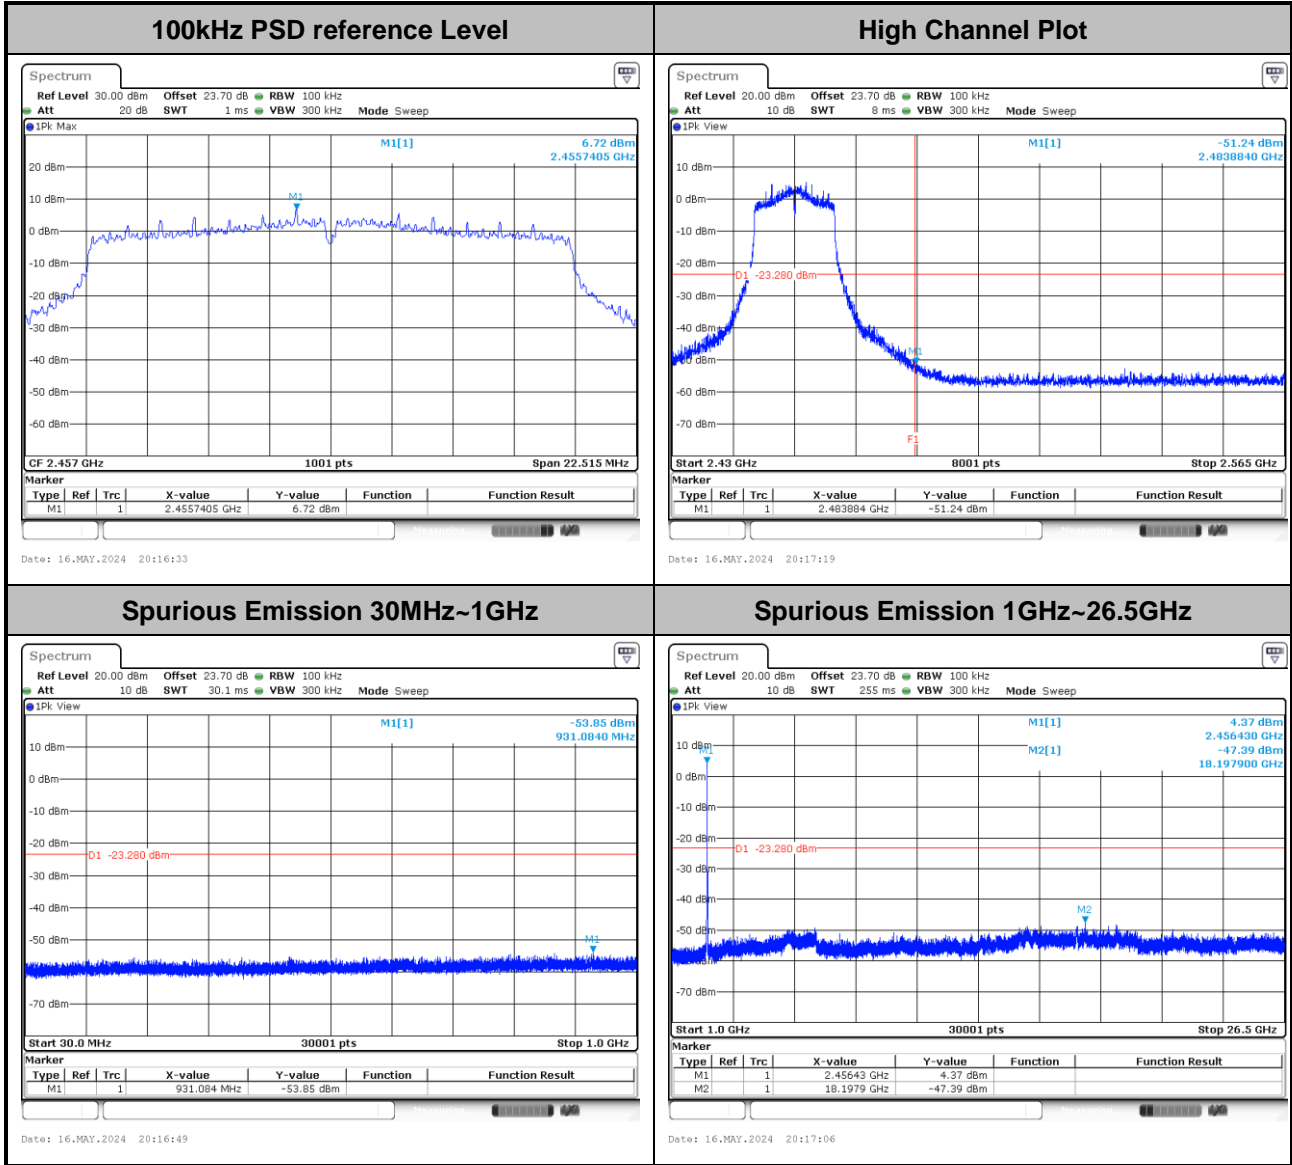 100kHz PSD reference Level
Spectrum
Ref Level 30.00 dBm Offset 23.70 dB RBW 100 kHz
Att 20 dB SWT 1 ms VBW 300 kHz Mode Sweep
1Pk Max
M1[1] 6.72 dBm
2.4557405 GHz
20 dBm
10 dBm
M1
0 dBm
-10 dBm
-20 dBm
-30 dBm
-40 dBm
-50 dBm
-60 dBm
CF 2.457 GHz 1001 pts Span 22.515 MHz
Marker
Type Ref Trc X-value Y-value Function Function Result
M1 1 2.4557405 GHz 6.72 dBm
Date: 16.MAY.2024 20:16:33
High Channel Plot
Spectrum
Ref Level 20.00 dBm Offset 23.70 dB RBW 100 kHz
Att 10 dB SWT 8 ms VBW 300 kHz Mode Sweep
1Pk View
M1[1] -51.24 dBm
2.4838840 GHz
10 dBm
0 dBm
-10 dBm
-20 dBm
D1 -23.280 dBm
-30 dBm
-40 dBm
M1
-60 dBm
-70 dBm
F1
Start 2.43 GHz 8001 pts Stop 2.565 GHz
Marker
Type Ref Trc X-value Y-value Function Function Result
M1 1 2.483884 GHz -51.24 dBm
Date: 16.MAY.2024 20:17:19
Spurious Emission 30MHz~1GHz
Spectrum
Ref Level 20.00 dBm Offset 23.70 dB RBW 100 kHz
Att 10 dB SWT 30.1 ms VBW 300 kHz Mode Sweep
1Pk View
M1[1] -53.85 dBm
931.0840 MHz
10 dBm
0 dBm
-10 dBm
-20 dBm
D1 -23.280 dBm
-30 dBm
-40 dBm
-50 dBm
M1
-70 dBm
Start 30.0 MHz 30001 pts Stop 1.0 GHz
Marker
Type Ref Trc X-value Y-value Function Function Result
M1 1 931.084 MHz -53.85 dBm
Date: 16.MAY.2024 20:16:49
Spurious Emission 1GHz~26.5GHz
Spectrum
Ref Level 20.00 dBm Offset 23.70 dB RBW 100 kHz
Att 10 dB SWT 255 ms VBW 300 kHz Mode Sweep
1Pk View
M1[1] 4.37 dBm
2.456430 GHz
M2[1] -47.39 dBm
18.197900 GHz
10 dBm
M1
0 dBm
-10 dBm
-20 dBm
D1 -23.280 dBm
-30 dBm
-40 dBm
M2
-50 dBm
-70 dBm
Start 1.0 GHz 30001 pts Stop 26.5 GHz
Marker
Type Ref Trc X-value Y-value Function Function Result
M1 1 2.45643 GHz 4.37 dBm
M2 1 18.1979 GHz -47.39 dBm
Date: 16.MAY.2024 20:17:06